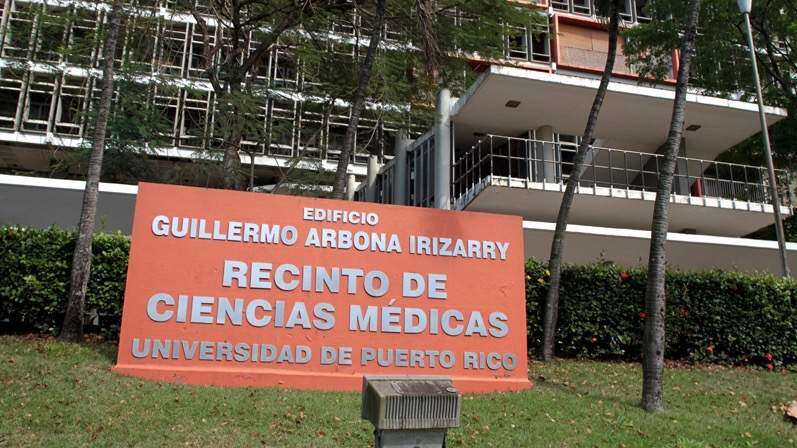 EDIFICIO
GUILLERMO ARBONA IRIZARRY
RECINTO DE
CIENCIAS MÉDICAS
UNIVERSIDAD DE PUERTO RICO